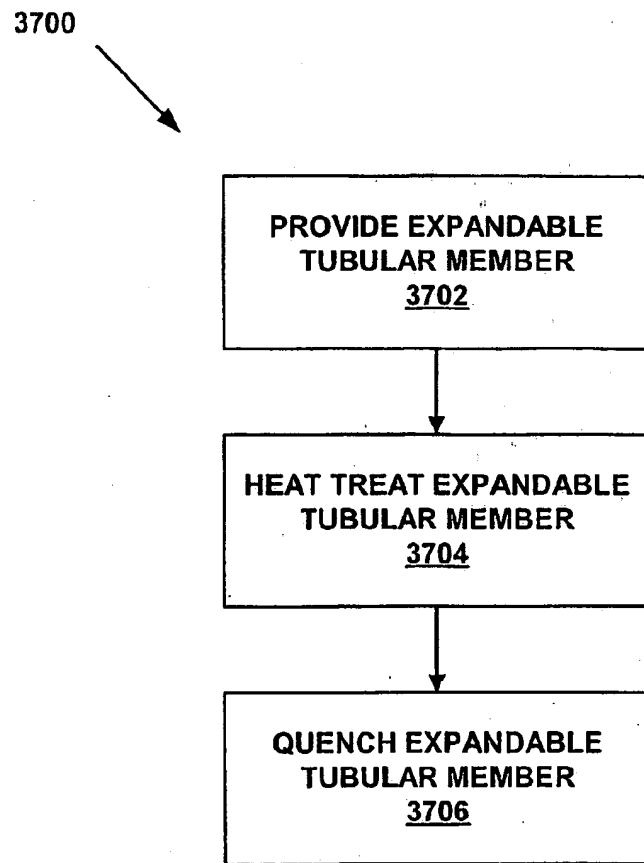 3700
PROVIDE EXPANDABLE
TUBULAR MEMBER
3702
HEAT TREAT EXPANDABLE
TUBULAR MEMBER
3704
QUENCH EXPANDABLE
TUBULAR MEMBER
3706